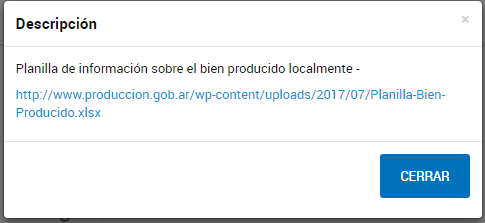 Descripción
×
Planilla de información sobre el bien producido localmente -
http://www.produccion.gob.ar/wp-content/uploads/2017/07/Planilla-Bien-
Producido.xlsx
CERRAR